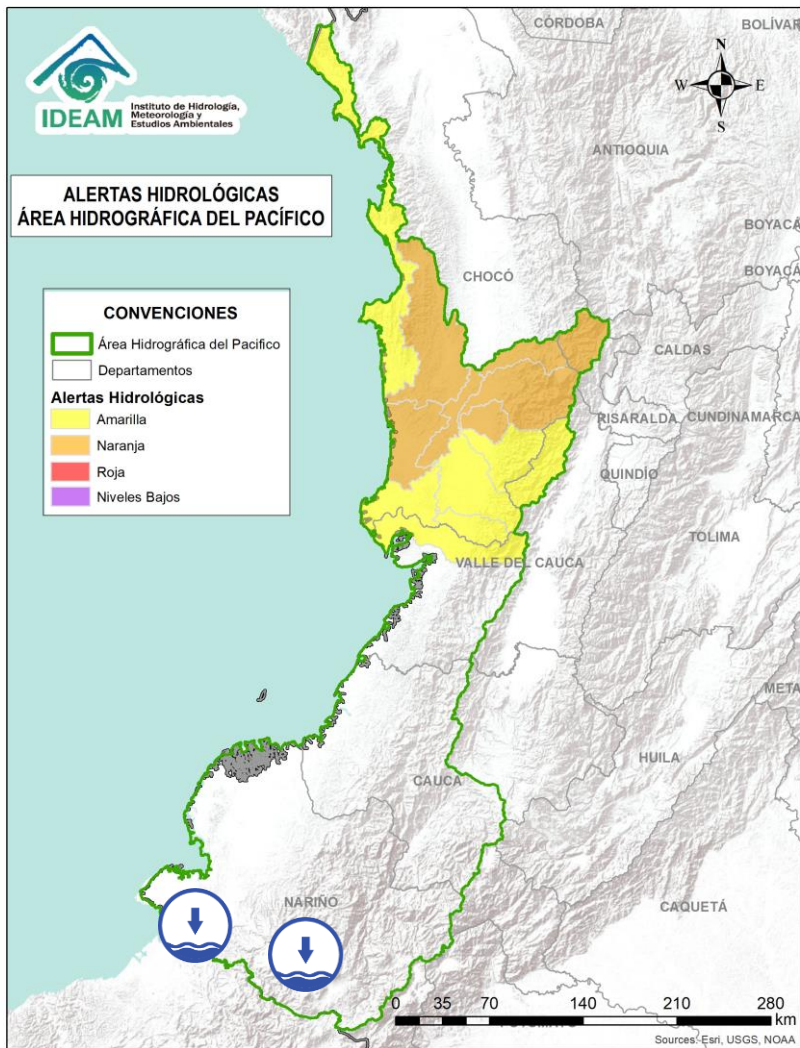 IDEAM
Instituto de Hidrología,
Meteorología y
Estudios Ambientales
ALERTAS HIDROLÓGICAS
ÁREA HIDROGRÁFICA DEL PACÍFICO
CONVENCIONES
Área Hidrográfica del Pacifico
Departamentos
Alertas Hidrológicas
Amarilla
Naranja
Roja
Niveles Bajos
CÓRDOBA
BOLÍVAR
N
W
E
S
ANTIOQUIA
BOYACÁ
BOYACÁ
CHOCÓ
CALDAS
RISARALDA
CUNDINAMARCA
QUINDÍO
TOLIMA
VALLE DEL CAUCA
META
HUILA
CAUCA
NARIÑO
CAQUETÁ
0 35 70 140 210 280
km
Sources: Esri, USGS, NOAA